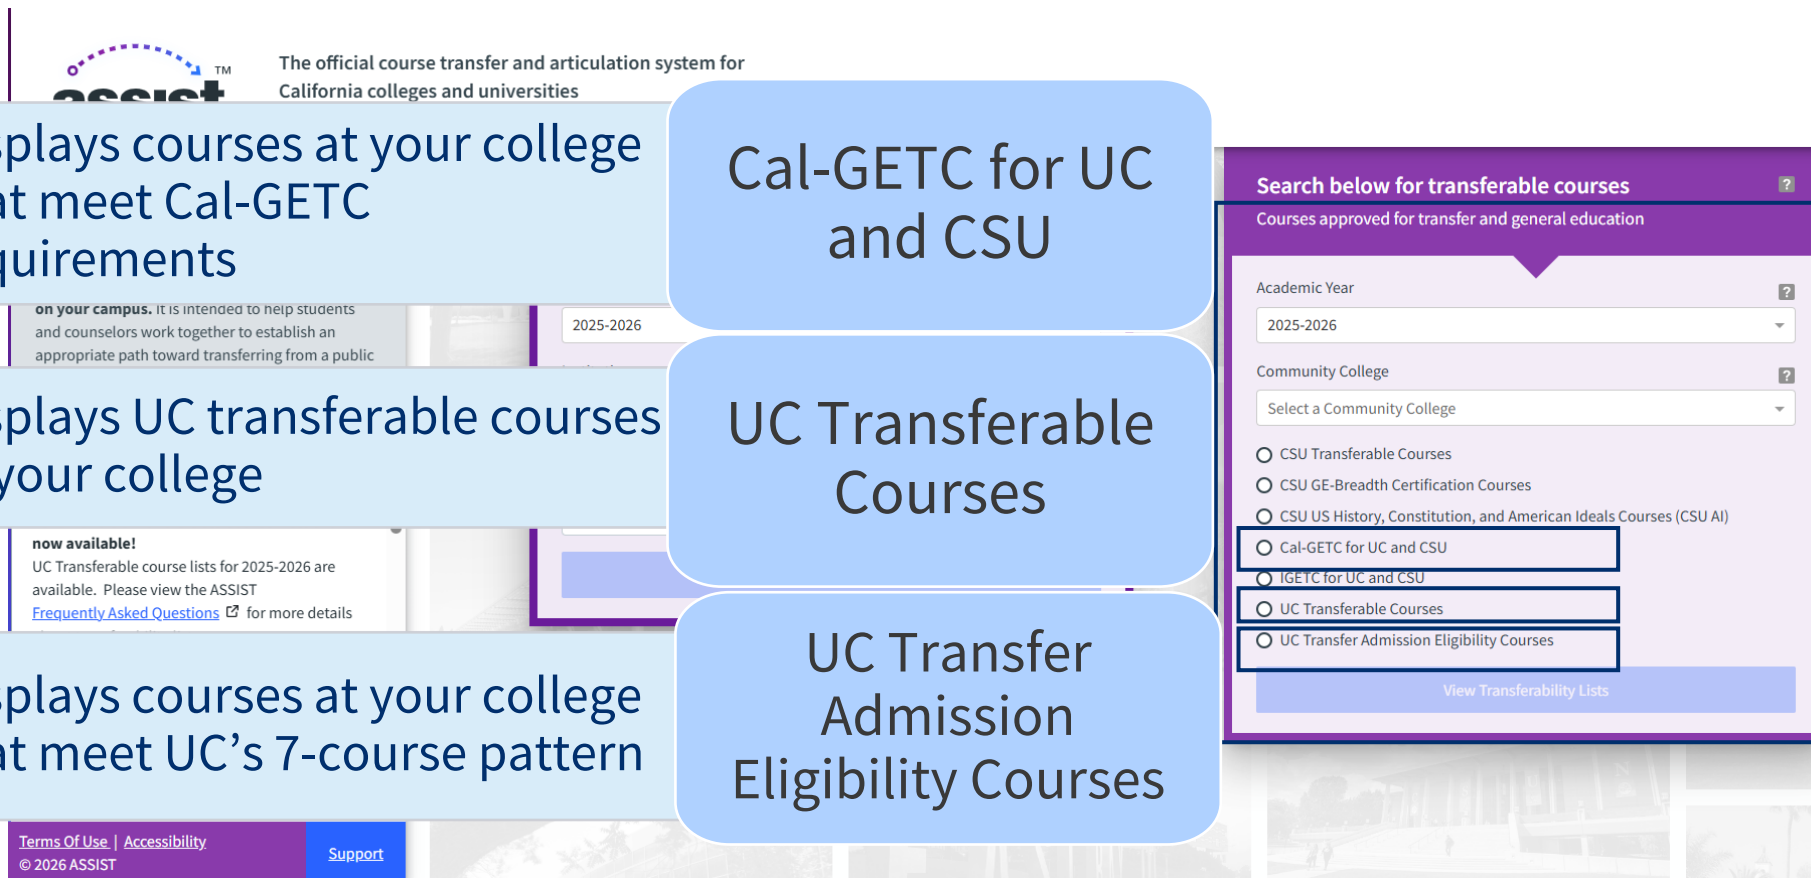 assist
TM
The official course transfer and articulation system for
California colleges and universities
plays courses at your college
at meet Cal-GETC
quirements
Cal-GETC for UC
and CSU
on your campus. It is intended to help students
and counselors work together to establish an
appropriate path toward transferring from a public
2025-2026
splays UC transferable courses
your college
UC Transferable
Courses
now available!
UC Transferable course lists for 2025-2026 are
available. Please view the ASSIST
Frequently Asked Questions for more details
splays courses at your college
at meet UC's 7-course pattern
UC Transfer
Admission
Eligibility Courses
Terms Of Use | Accessibility
© 2026 ASSIST
Support
Search below for transferable courses ?
Courses approved for transfer and general education
Academic Year ?
2025-2026
Community College ?
Select a Community College
CSU Transferable Courses
CSU GE-Breadth Certification Courses
CSU US History, Constitution, and American Ideals Courses (CSU AI)
Cal-GETC for UC and CSU
IGETC for UC and CSU
UC Transferable Courses
UC Transfer Admission Eligibility Courses
View Transferability Lists